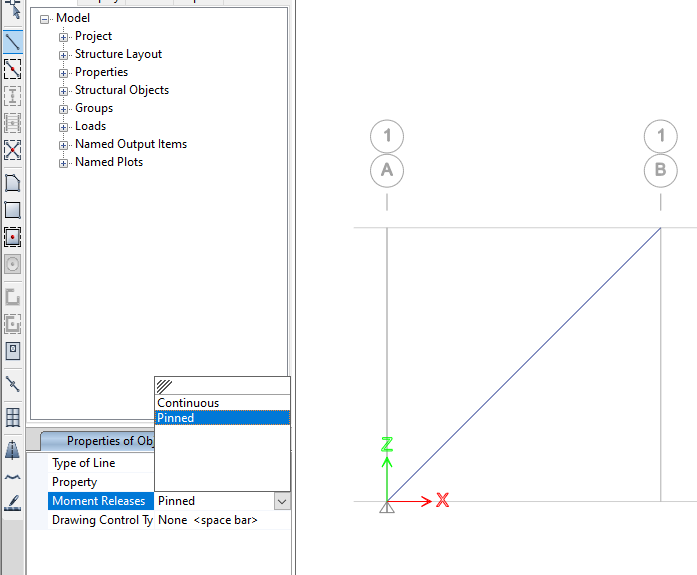 Model
Project
Structure Layout
Properties
Structural Objects
Groups
Loads
Named Output Items
Named Plots
1 1
A B
Z
X
Continuous
Pinned
Properties of Obj
Type of Line
Property
Moment Releases Pinned
Drawing Control Ty None <space bar>